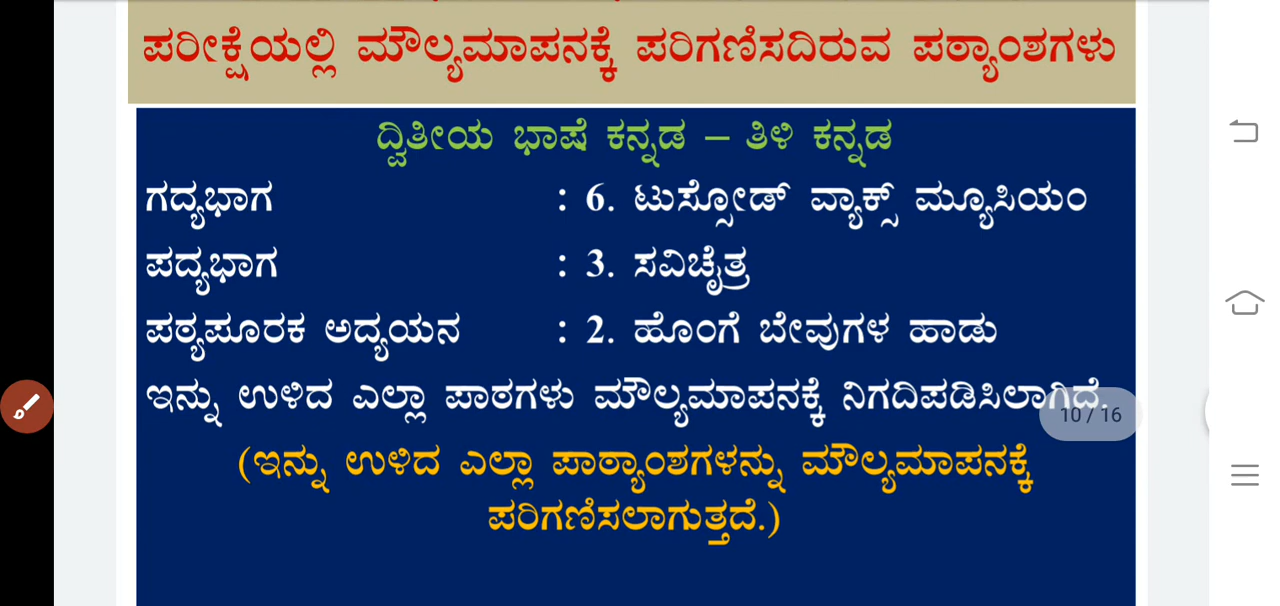 ಪರೀಕ್ಷೆಯಲ್ಲಿ ಮೌಲ್ಯಮಾಪನಕ್ಕೆ ಪರಿಗಣಿಸದಿರುವ ಪಠ್ಯಾಂಶಗಳು
ದ್ವಿತೀಯ ಭಾಷೆ ಕನ್ನಡ – ತಿಳಿ ಕನ್ನಡ
ಗದ್ಯಭಾಗ : 6. ಟುಸ್ಸೋಡ್ ವ್ಯಾಕ್ಸ್ ಮ್ಯೂಸಿಯಂ
ಪದ್ಯಭಾಗ : 3. ಸವಿಚೈತ್ರ
ಪಠ್ಯಪೂರಕ ಅದ್ಯಯನ : 2. ಹೊಂಗೆ ಬೇವುಗಳ ಹಾಡು
ಇನ್ನು ಉಳಿದ ಎಲ್ಲಾ ಪಾಠಗಳು ಮೌಲ್ಯಮಾಪನಕ್ಕೆ ನಿಗದಿಪಡಿಸಿಲಾಗಿದೆ.
10 / 16
(ಇನ್ನು ಉಳಿದ ಎಲ್ಲಾ ಪಾಠ್ಯಾಂಶಗಳನ್ನು ಮೌಲ್ಯಮಾಪನಕ್ಕೆ
ಪರಿಗಣಿಸಲಾಗುತ್ತದೆ.)